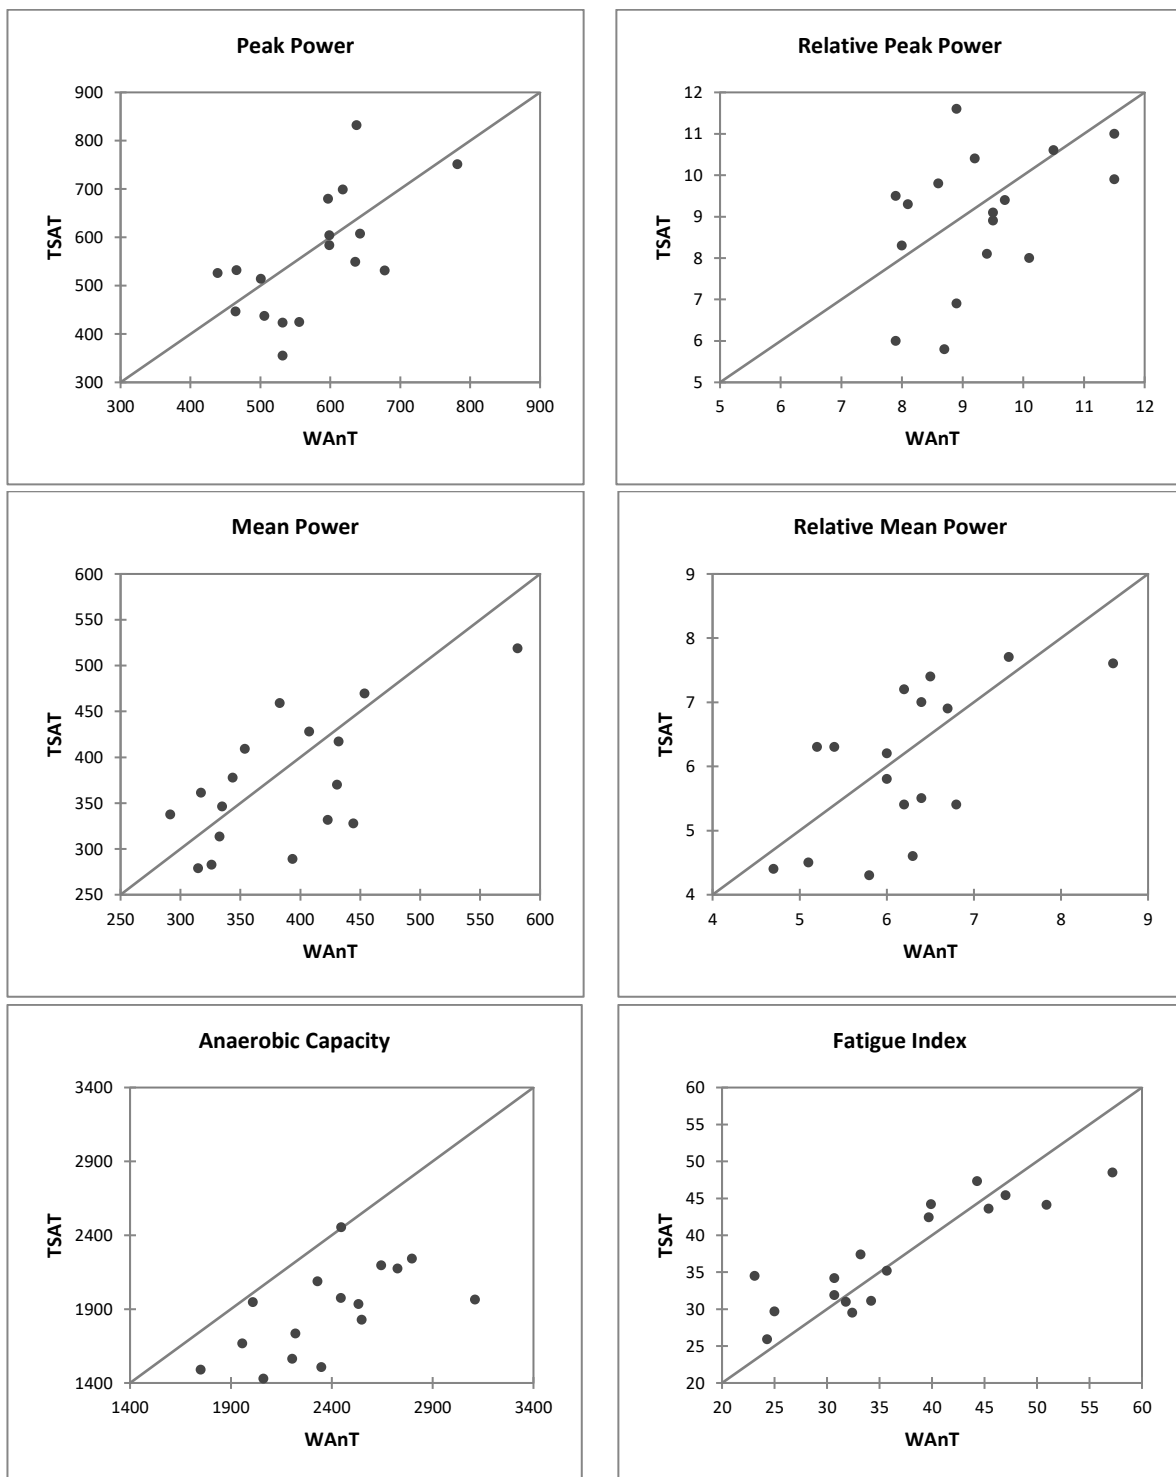 Peak Power
900
800
700
600
500
400
300
TSAT
300 400 500 600 700 800 900
WAnT
Relative Peak Power
12
11
10
9
8
7
6
5
TSAT
5 6 7 8 9 10 11 12
WAnT
Mean Power
600
550
500
450
400
350
300
250
TSAT
250 300 350 400 450 500 550 600
WAnT
Relative Mean Power
9
8
7
6
5
4
TSAT
4 5 6 7 8 9
WAnT
Anaerobic Capacity
3400
2900
2400
1900
1400
TSAT
1400 1900 2400 2900 3400
WAnT
Fatigue Index
60
55
50
45
40
35
30
25
20
TSAT
20 25 30 35 40 45 50 55 60
WAnT